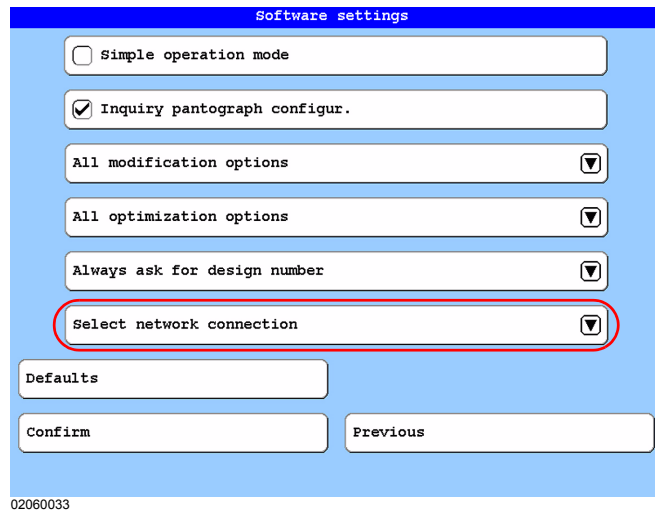 Software settings
Simple operation mode
Inquiry pantograph configur.
All modification options
All optimization options
Always ask for design number
Select network connection
Defaults
Confirm
Previous
02060033